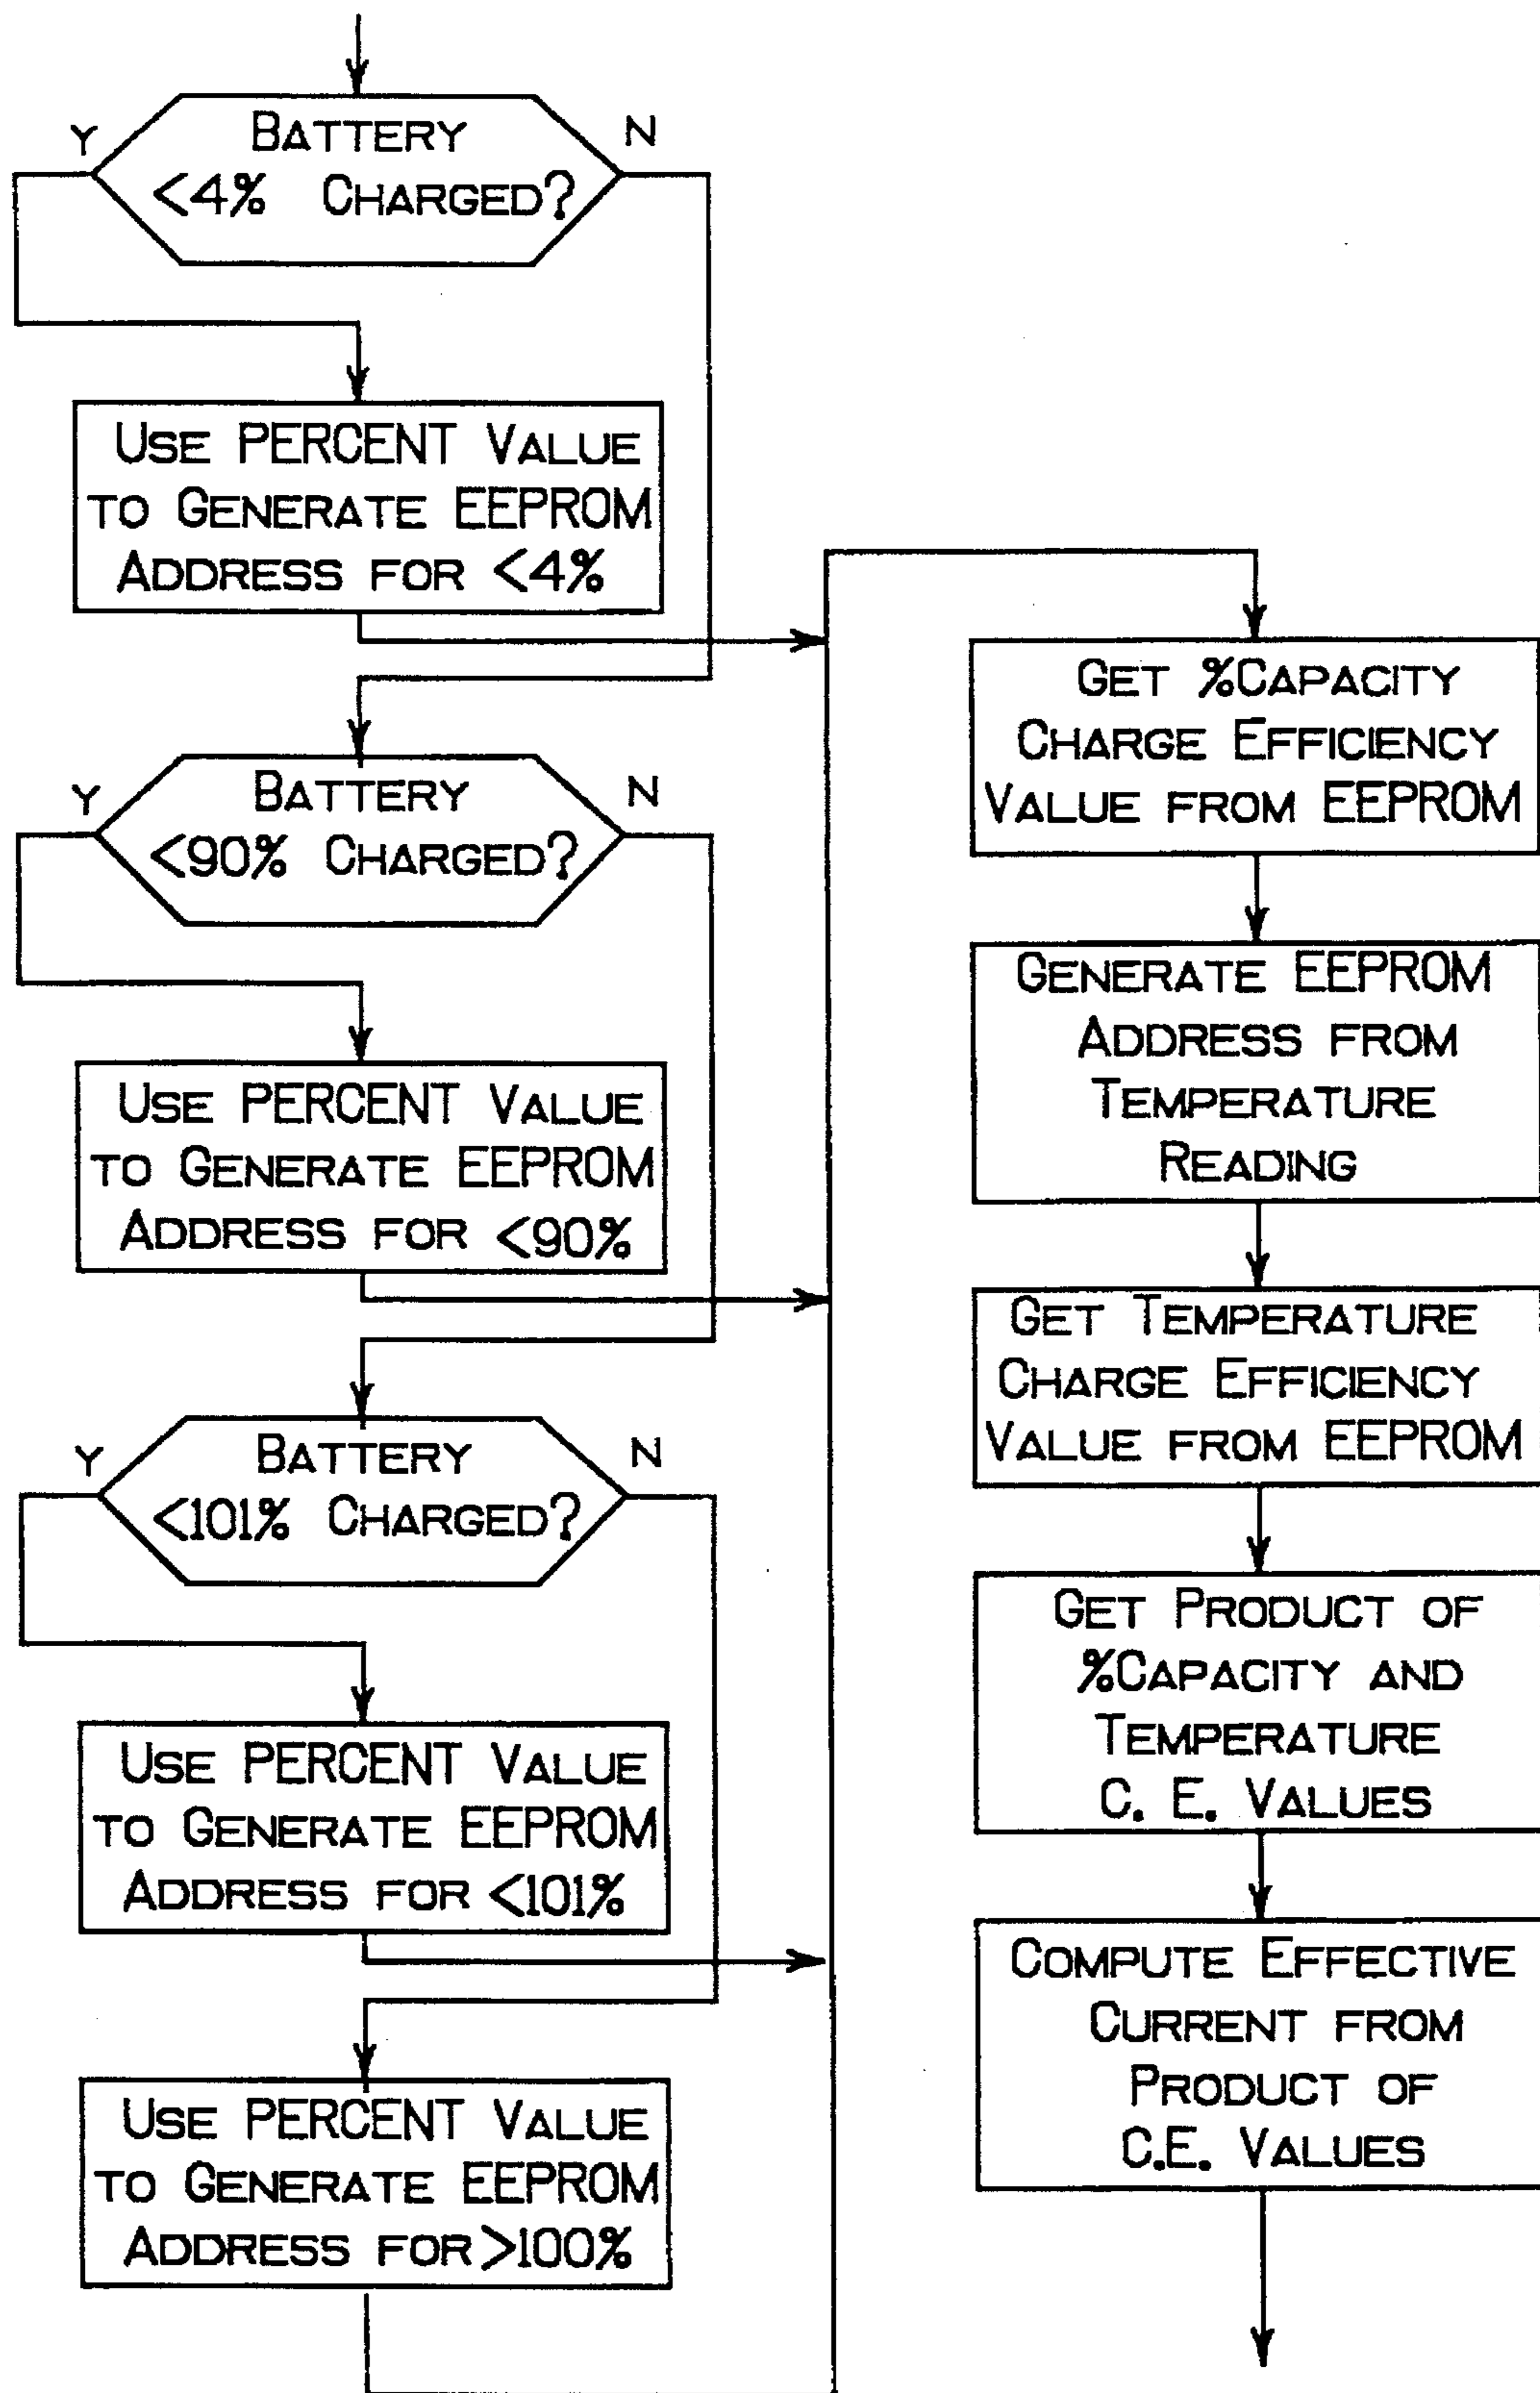 Y BATTERY N
<4% CHARGED?
USE PERCENT VALUE
TO GENERATE EEPROM
ADDRESS FOR <4%
Y BATTERY N
<90% CHARGED?
USE PERCENT VALUE
TO GENERATE EEPROM
ADDRESS FOR <90%
Y BATTERY N
<101% CHARGED?
USE PERCENT VALUE
TO GENERATE EEPROM
ADDRESS FOR <101%
USE PERCENT VALUE
TO GENERATE EEPROM
ADDRESS FOR >100%
GET %CAPACITY
CHARGE EFFICIENCY
VALUE FROM EEPROM
GENERATE EEPROM
ADDRESS FROM
TEMPERATURE
READING
GET TEMPERATURE
CHARGE EFFICIENCY
VALUE FROM EEPROM
GET PRODUCT OF
%CAPACITY AND
TEMPERATURE
C. E. VALUES
COMPUTE EFFECTIVE
CURRENT FROM
PRODUCT OF
C.E. VALUES